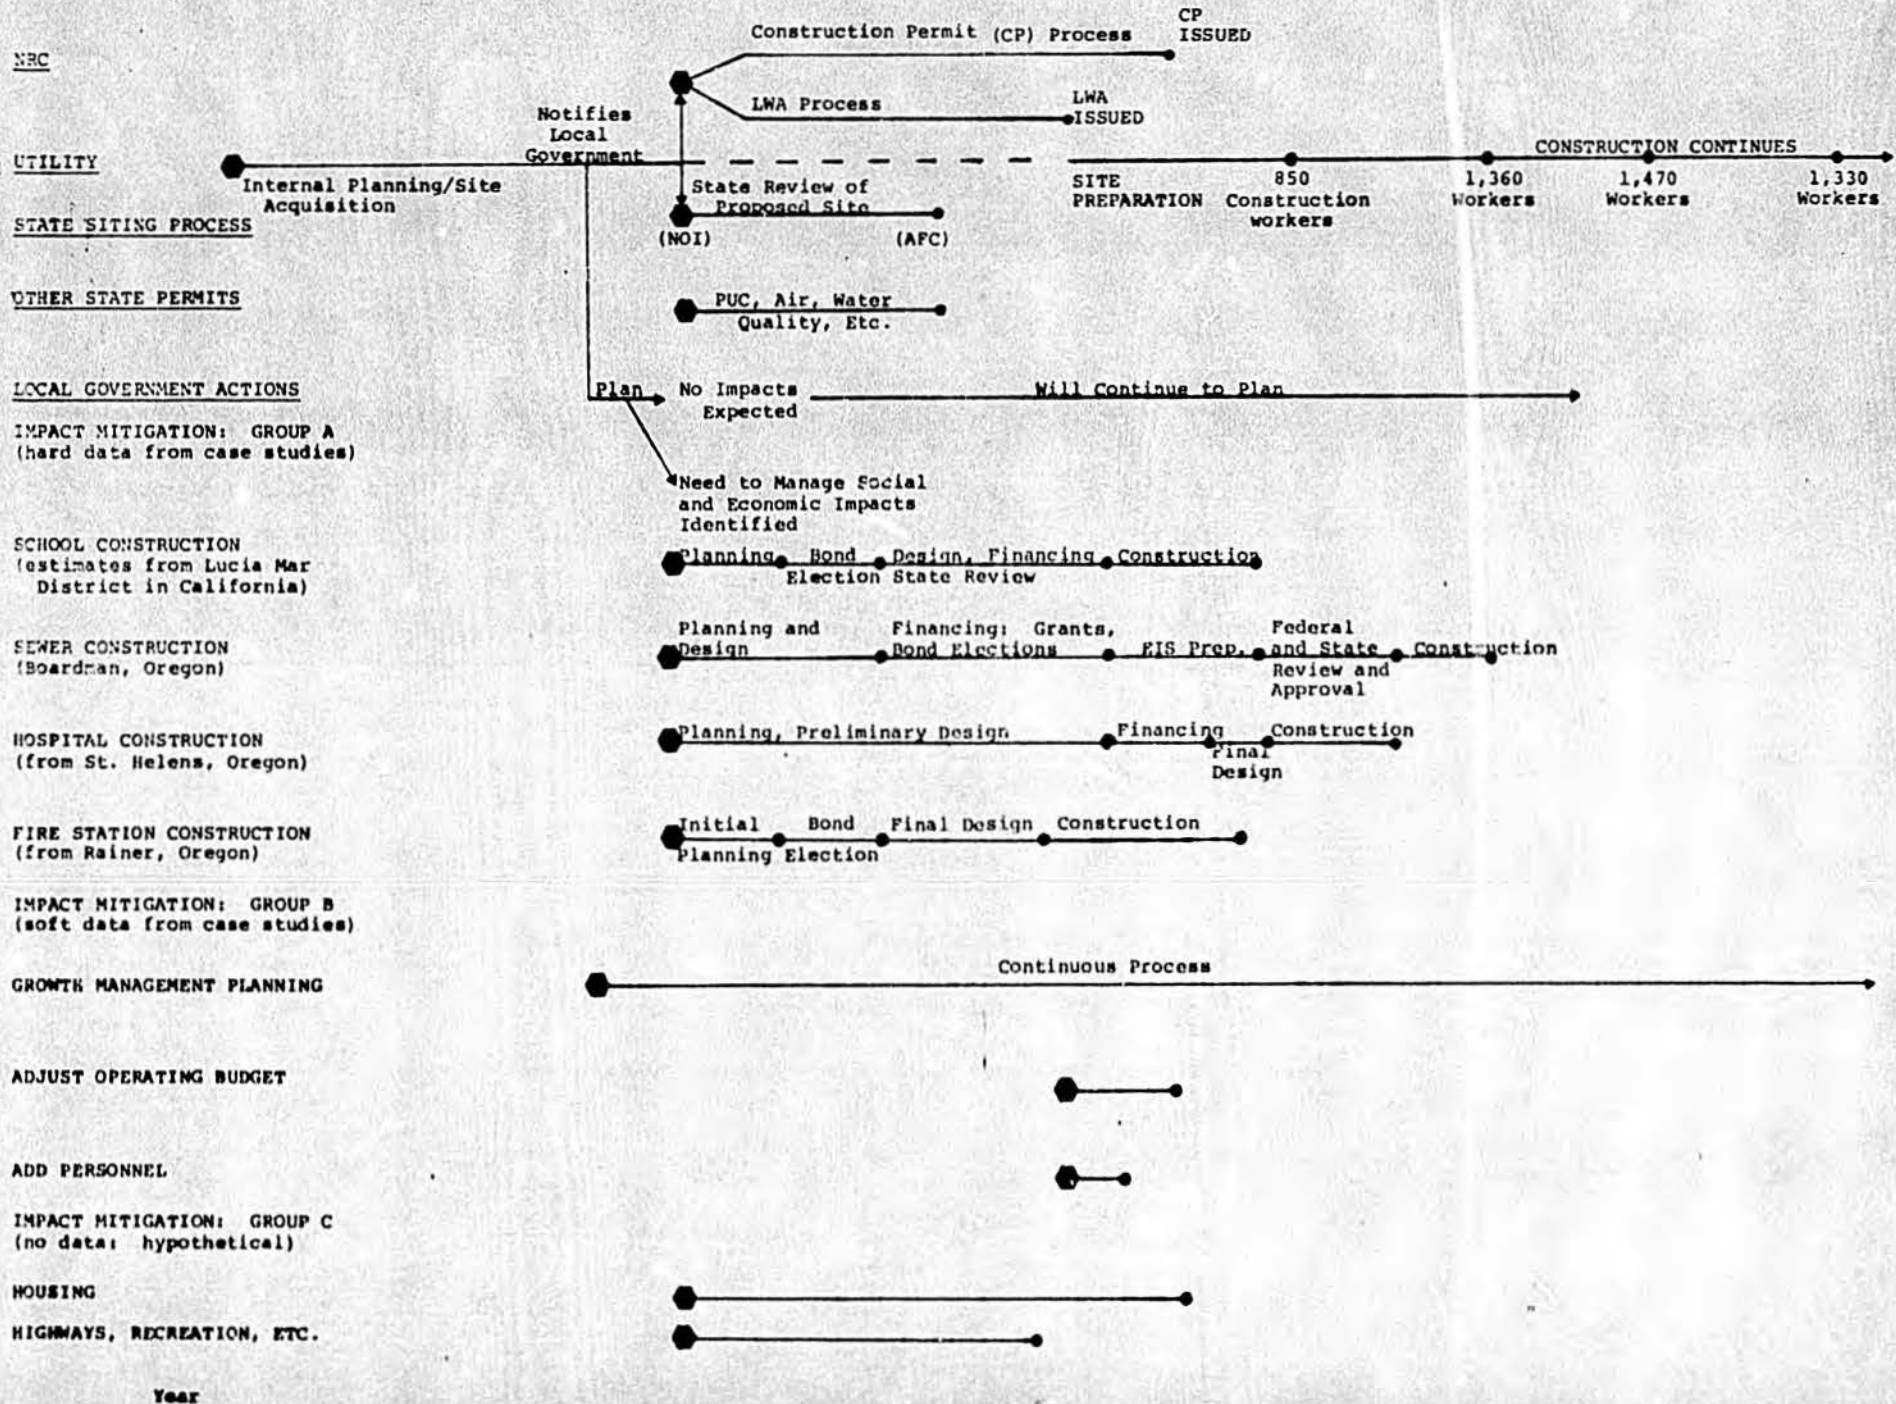 CP
ISSUED
Construction Permit (CP) Process
NRC
LWA Process
LWA
ISSUED
Notifies
Local
Government
UTILITY
CONSTRUCTION CONTINUES
Internal Planning/Site
Acquisition
State Review of
Proposed Site
SITE
PREPARATION
850
Construction
workers
1,360
Workers
1,470
Workers
1,330
Workers
STATE SITING PROCESS
(NOI)
(AFC)
OTHER STATE PERMITS
PUC, Air, Water
Quality, Etc.
LOCAL GOVERNMENT ACTIONS
Plan
No Impacts
Expected
Will Continue to Plan
IMPACT MITIGATION: GROUP A
(hard data from case studies)
Need to Manage Social
and Economic Impacts
Identified
SCHOOL CONSTRUCTION
(estimates from Lucia Mar
District in California)
Planning
Bond
Election
Design, Financing
State Review
Construction
SEWER CONSTRUCTION
(Boardman, Oregon)
Planning and
Design
Financing: Grants,
Bond Elections
EIS Prep.
Federal
and State
Review and
Approval
Construction
HOSPITAL CONSTRUCTION
(from St. Helens, Oregon)
Planning, Preliminary Design
Financing
Final
Design
Construction
FIRE STATION CONSTRUCTION
(from Rainer, Oregon)
Initial
Planning
Bond
Election
Final Design
Construction
IMPACT MITIGATION: GROUP B
(soft data from case studies)
GROWTH MANAGEMENT PLANNING
Continuous Process
ADJUST OPERATING BUDGET
ADD PERSONNEL
IMPACT MITIGATION: GROUP C
(no data: hypothetical)
HOUSING
HIGHWAYS, RECREATION, ETC.
Year